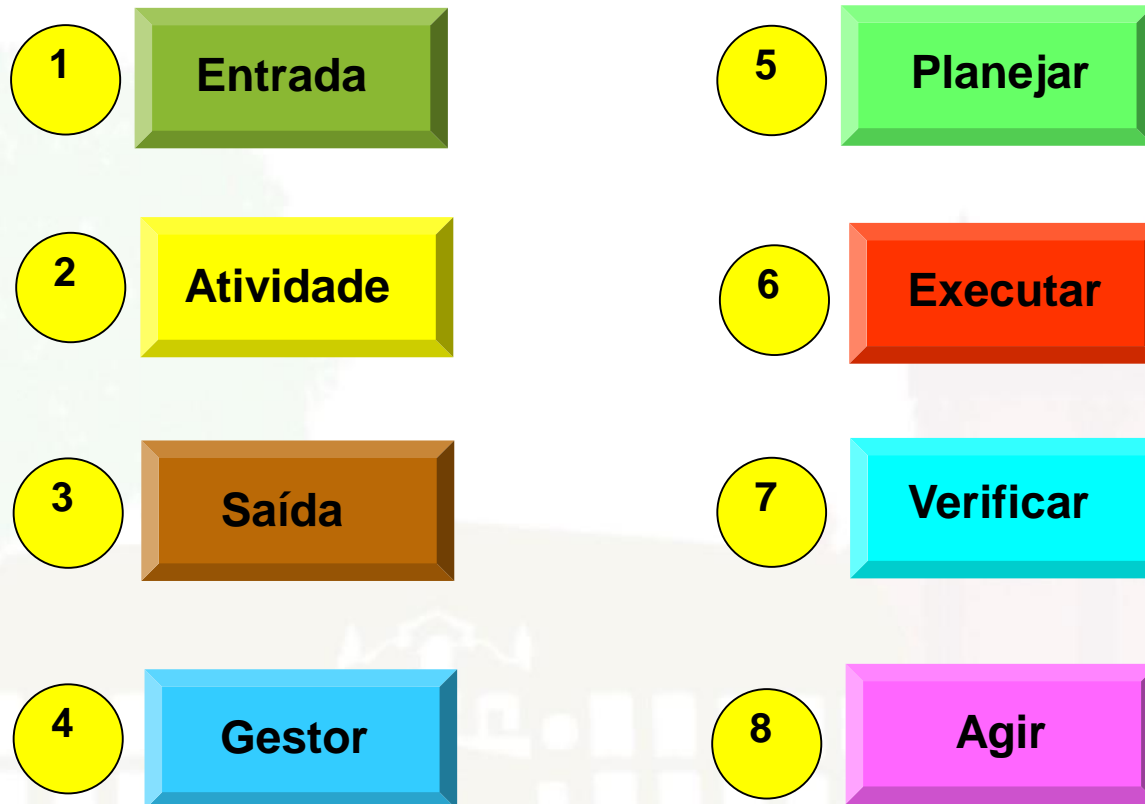 1
Entrada
2
Atividade
3
Saída
4
Gestor
5
Planejar
6
Executar
7
Verificar
8
Agir